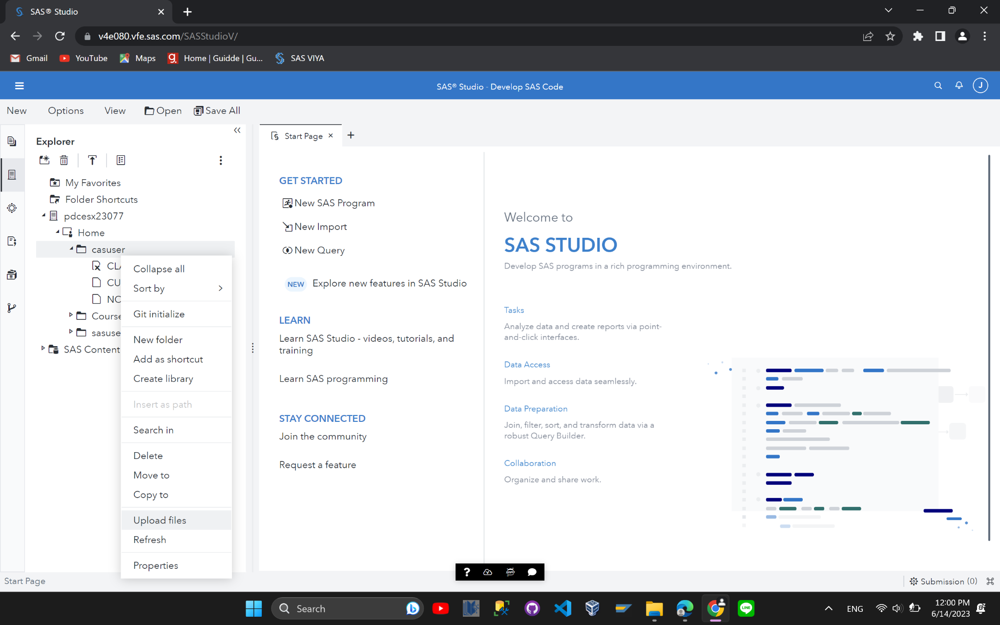 SAS® Studio
v4e080.vfe.sas.com/SASStudioV/
Gmail
YouTube
Maps
Home | Guidde | Gu...
SAS VIYA
SAS® Studio - Develop SAS Code
J
New
Options
View
Open
Save All
Explorer
My Favorites
Folder Shortcuts
pdcesx23077
Home
casuser
CLA
CU
NC
Course
sasuse
SAS Content
Collapse all
Sort by
Git initialize
New folder
Add as shortcut
Create library
Insert as path
Search in
Delete
Move to
Copy to
Upload files
Refresh
Properties
Start Page
GET STARTED
New SAS Program
New Import
New Query
NEW Explore new features in SAS Studio
LEARN
Learn SAS Studio - videos, tutorials, and
training
Learn SAS programming
STAY CONNECTED
Join the community
Request a feature
Welcome to
SAS STUDIO
Develop SAS programs in a rich programming environment.
Tasks
Analyze data and create reports via point-
and-click interfaces.
Data Access
Import and access data seamlessly.
Data Preparation
Join, filter, sort, and transform data via a
robust Query Builder.
Collaboration
Organize and share work.
Start Page
Submission (0)
Search
LINE
ENG
12:00 PM
6/14/2023